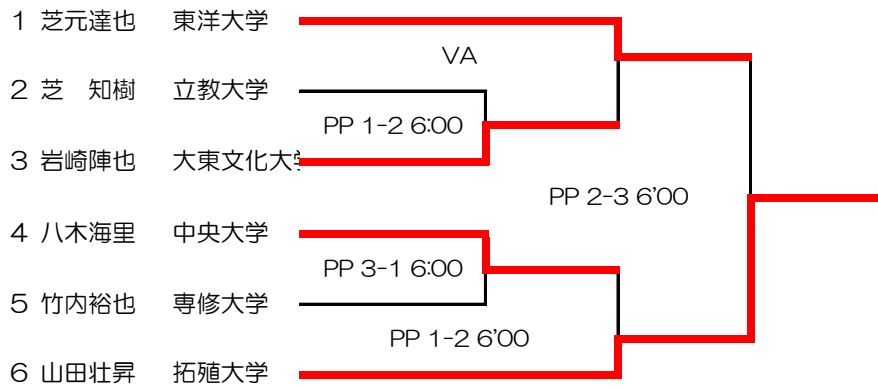 1 芝元達也 東洋大学
VA
2 芝 知樹 立教大学
PP 1-2 6:00
3 岩崎陣也 大東文化大学
PP 2-3 6’00
4 八木海里 中央大学
PP 3-1 6:00
5 竹内裕也 専修大学
PP 1-2 6’00
6 山田壮昇 拓殖大学